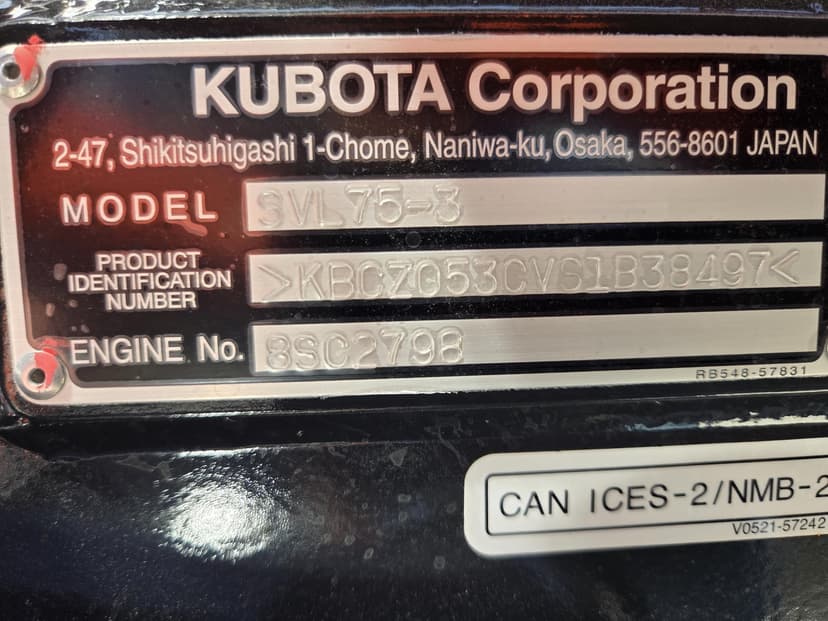 KUBOTA Corporation
2-47, Shikitsuhigashi 1-Chome, Naniwa-ku, Osaka, 556-8601 JAPAN
MODEL SVL75-3
PRODUCT
IDENTIFICATION
NUMBER
>KBCZ053CVS1B38497<
ENGINE No. 8SC2798
RB548-57831
CAN ICES-2/NMB-2
V0521-57242